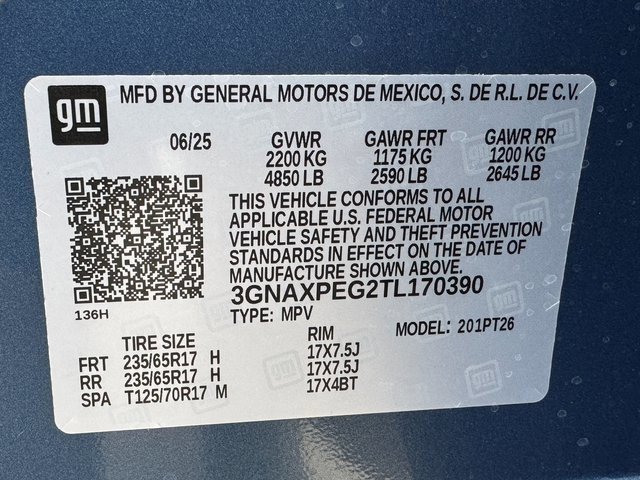 gm
MFD BY GENERAL MOTORS DE MEXICO, S. DE R.L. DE C.V.
06/25 GVWR GAWR FRT GAWR RR
2200 KG 1175 KG 1200 KG
4850 LB 2590 LB 2645 LB
THIS VEHICLE CONFORMS TO ALL
APPLICABLE U.S. FEDERAL MOTOR
VEHICLE SAFETY AND THEFT PREVENTION
STANDARDS IN EFFECT ON THE DATE OF
MANUFACTURE SHOWN ABOVE.
3GNAXPEG2TL170390
136H
TYPE: MPV MODEL: 201PT26
TIRE SIZE RIM
FRT 235/65R17 H 17X7.5J
RR 235/65R17 H 17X7.5J
SPA T125/70R17 M 17X4BT